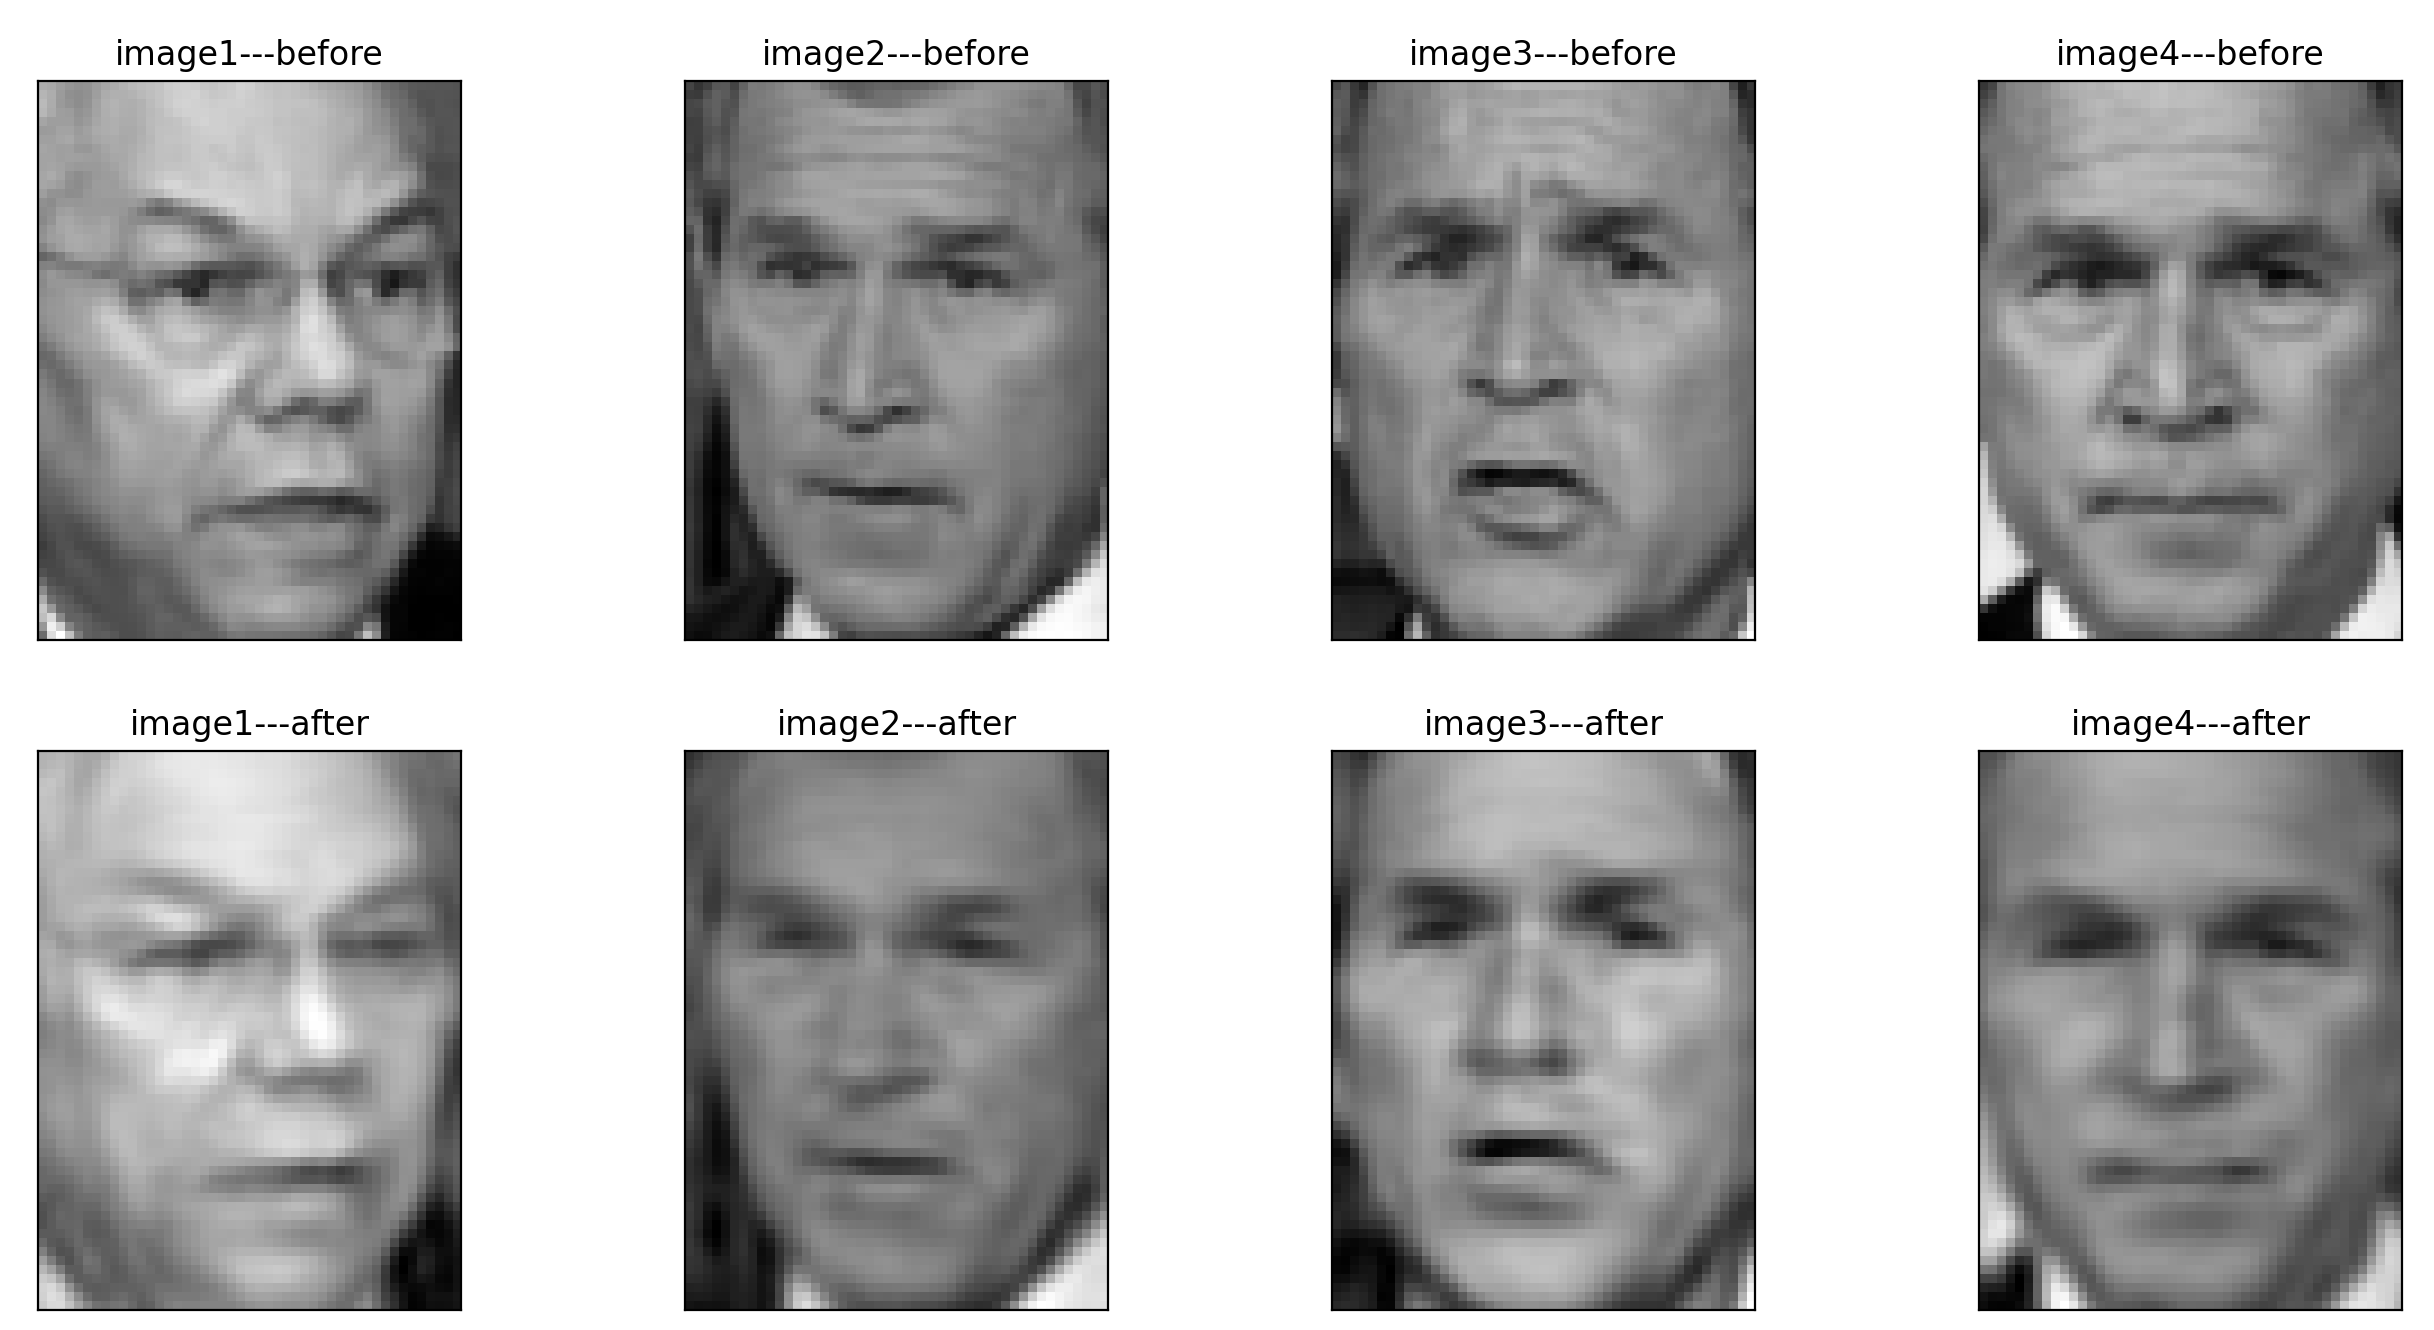 image1---before
image2---before
image3---before
image4---before
image1---after
image2---after
image3---after
image4---after